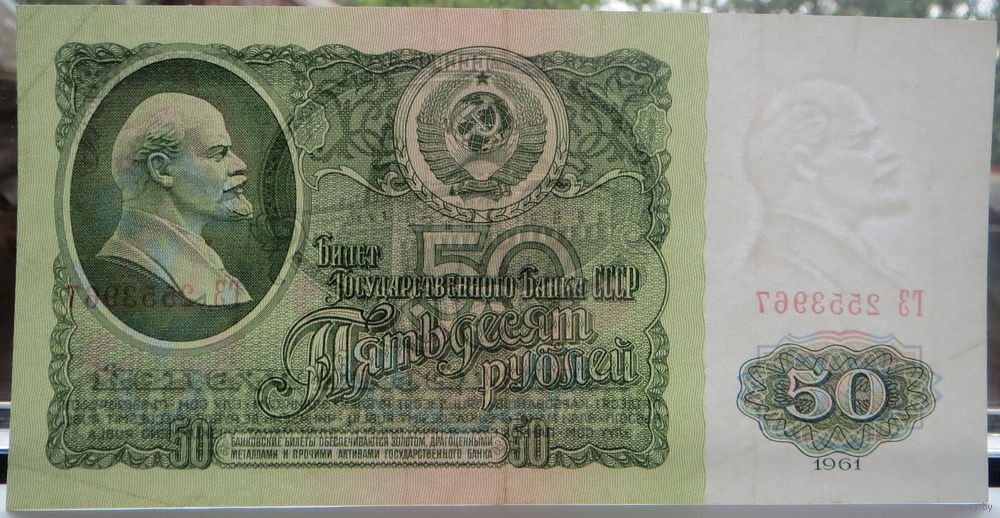 Билет
Государственного Банка СССР
50
Пятьдесят
рублей
ГЗ 2553967
ГЗ 2553967
50
50
БАНКОВСКИЕ БИЛЕТЫ ОБЕСПЕЧИВАЮТСЯ ЗОЛОТОМ, ДРАГОЦЕННЫМИ
МЕТАЛЛАМИ И ПРОЧИМИ АКТИВАМИ ГОСУДАРСТВЕННОГО БАНКА
50
1961